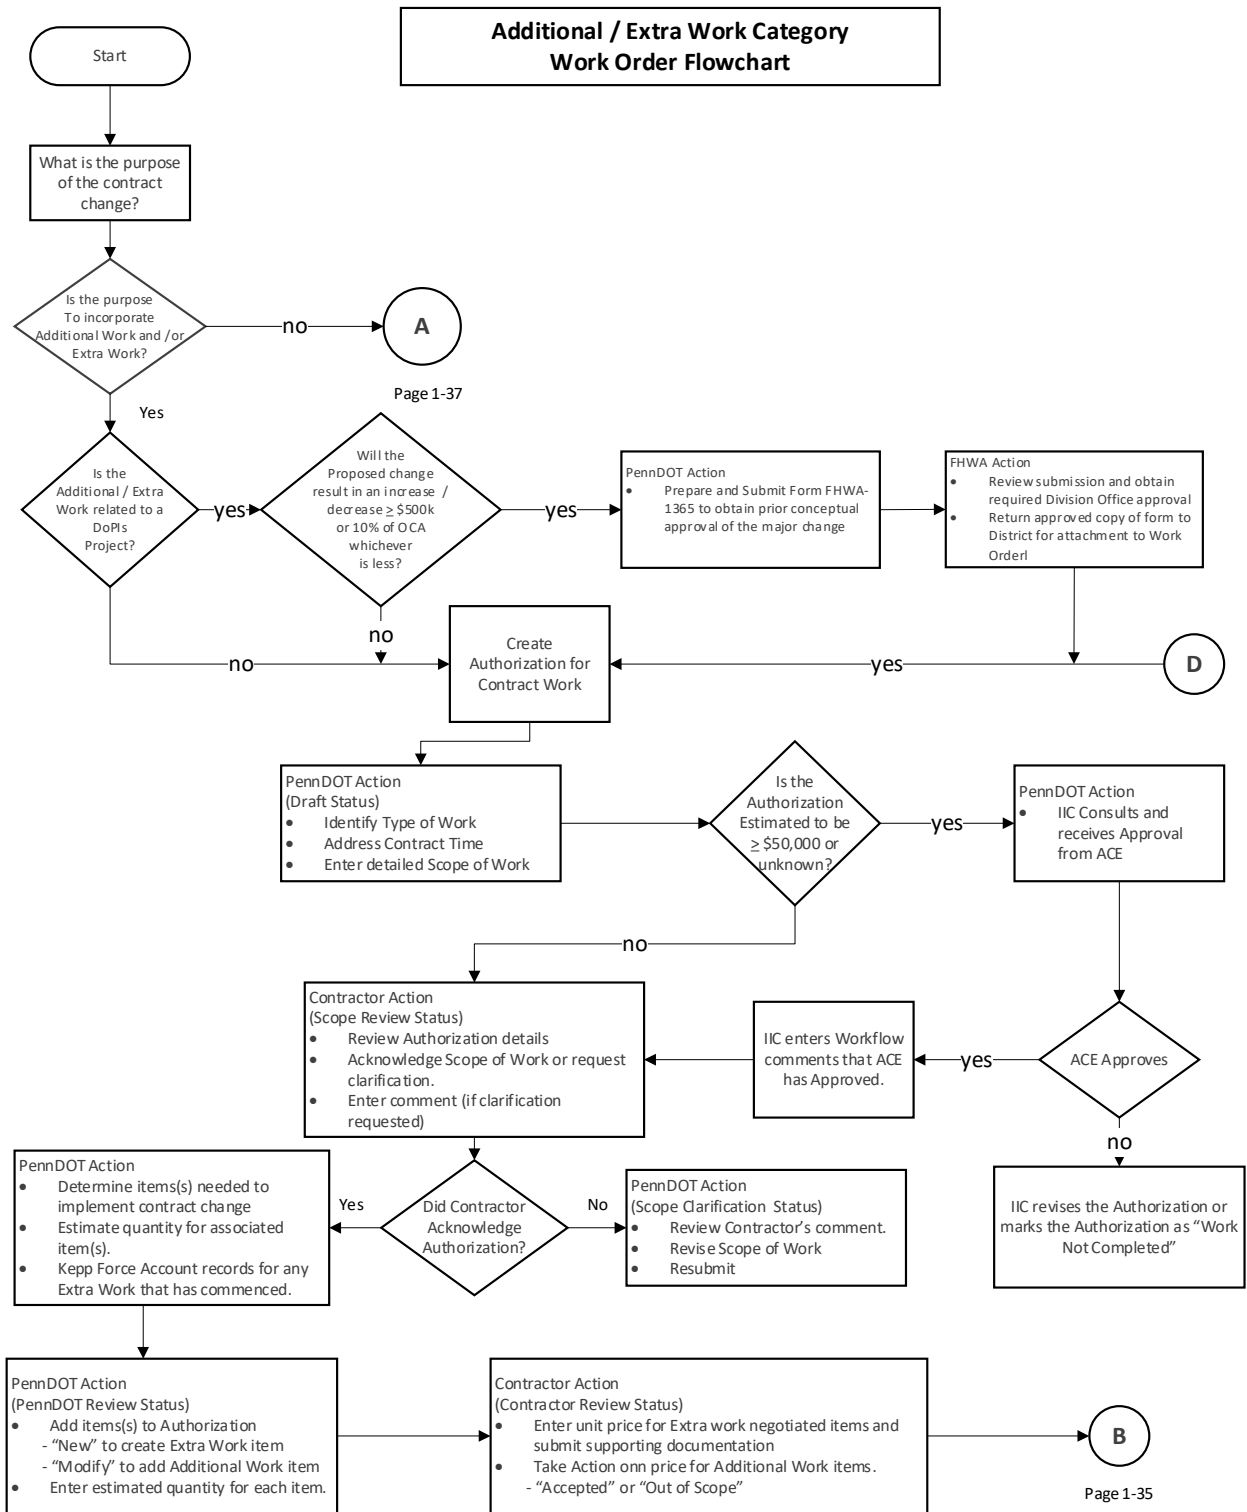 Additional / Extra Work Category
Work Order Flowchart
Start
What is the purpose
of the contract
change?
Is the purpose
To incorporate
Additional Work and /or
Extra Work?
no
A
Page 1-37
Yes
Is the
Additional / Extra
Work related to a
DoPIs
Project?
yes
Will the
Proposed change
result in an increase /
decrease ≥ $500k
or 10% of OCA
whichever
is less?
yes
PennDOT Action
• Prepare and Submit Form FHWA-
1365 to obtain prior conceptual
approval of the major change
FHWA Action
• Review submission and obtain
required Division Office approval
• Return approved copy of form to
District for attachment to Work
Orderl
no
no
Create
Authorization for
Contract Work
yes
D
PennDOT Action
(Draft Status)
• Identify Type of Work
• Address Contract Time
• Enter detailed Scope of Work
Is the
Authorization
Estimated to be
≥ $50,000 or
unknown?
yes
PennDOT Action
• IIC Consults and
receives Approval
from ACE
no
Contractor Action
(Scope Review Status)
• Review Authorization details
• Acknowledge Scope of Work or request
clarification.
• Enter comment (if clarification
requested)
IIC enters Workflow
comments that ACE
has Approved.
yes
ACE Approves
no
IIC revises the Authorization or
marks the Authorization as “Work
Not Completed”
PennDOT Action
• Determine items(s) needed to
implement contract change
• Estimate quantity for associated
item(s).
• Kepp Force Account records for any
Extra Work that has commenced.
Yes
Did Contractor
Acknowledge
Authorization?
No
PennDOT Action
(Scope Clarification Status)
• Review Contractor’s comment.
• Revise Scope of Work
• Resubmit
PennDOT Action
(PennDOT Review Status)
• Add items(s) to Authorization
- “New” to create Extra Work item
- “Modify” to add Additional Work item
• Enter estimated quantity for each item.
Contractor Action
(Contractor Review Status)
• Enter unit price for Extra work negotiated items and
submit supporting documentation
• Take Action onn price for Additional Work items.
- “Accepted” or “Out of Scope”
B
Page 1-35